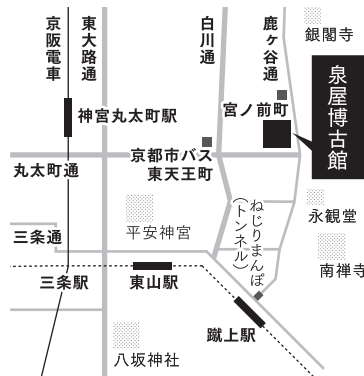 京阪電車
東大路通
白川通
鹿ヶ谷通
銀閣寺
泉屋博古館
神宮丸太町駅
宮ノ前町
京都市バス
東天王町
丸太町通
永観堂
ねじりまんぽ
(トンネル)
三条通
平安神宮
南禅寺
三条駅
東山駅
蹴上駅
八坂神社